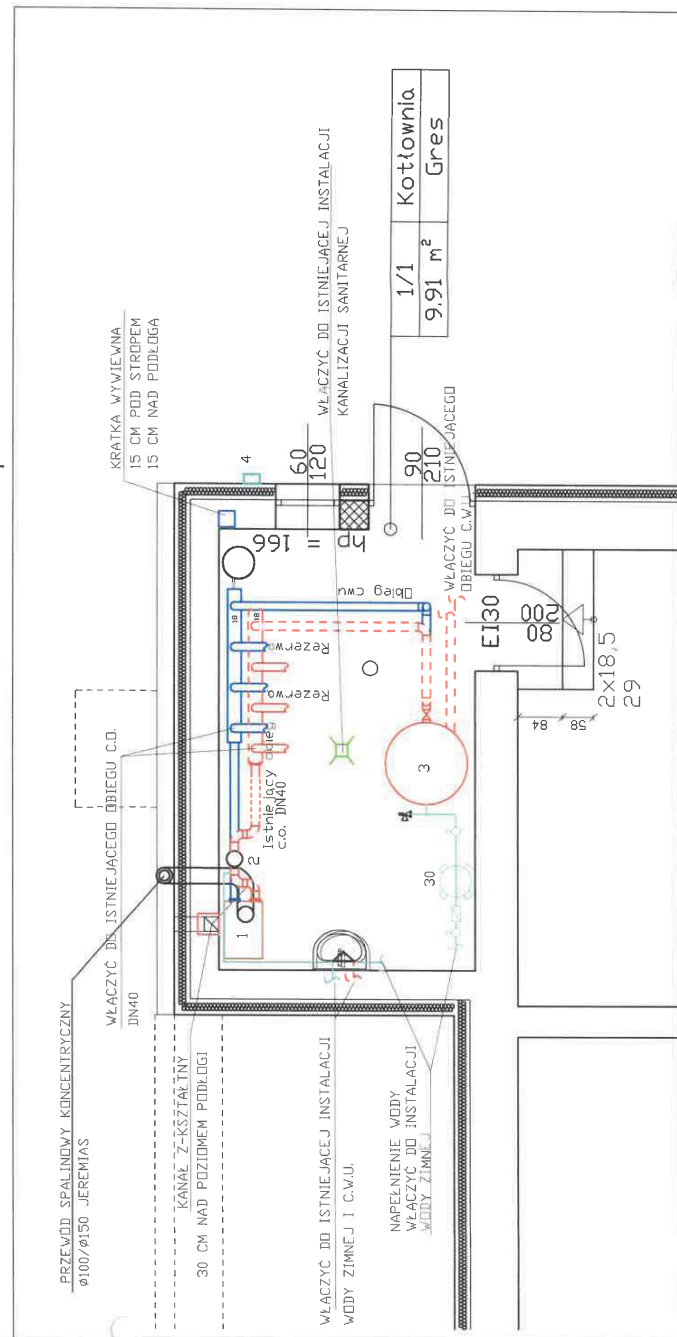 PRZEWÓD SPALINOWY KONCENTRYCZNY
ø100/ø150 JEREMIAS
WŁĄCZYĆ DO ISTNIEJĄCEGO OBIEGU C.O.
DN40
KANAŁ Z-KSZTAŁTNY
30 CM NAD POZIOMEM PODŁOGI
KRATKA WYWIEWNA
15 CM POD STROPEM
15 CM NAD PODŁOGĄ
4
60
120
hp = 166
WŁĄCZYĆ DO ISTNIEJĄCEJ INSTALACJI
KANALIZACJI SANITARNEJ
1/1
Kotłownia
9,91 m²
Gres
90
210
WŁĄCZYĆ DO ISTNIEJĄCEGO
OBIEGU C.W.U.
Obieg cwu
18
18
Rezerwa
Rezerwa
Istniejący obieg
c.o. DN40
1
2
3
30
EI30
80
200
84
58
2x18,5
29
WŁĄCZYĆ DO ISTNIEJĄCEJ INSTALACJI
WODY ZIMNEJ I C.W.U.
NAPEŁNIENIE WODY
WŁĄCZYĆ DO INSTALACJI
WODY ZIMNEJ